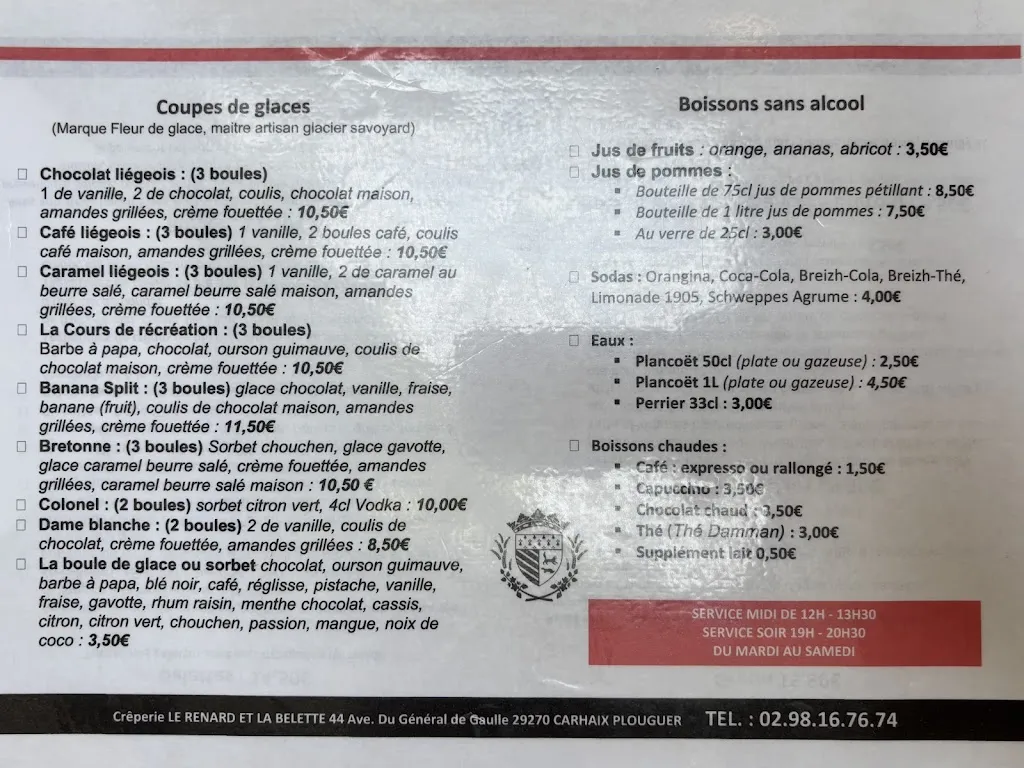 Coupes de glaces
(Marque Fleur de glace, maitre artisan glacier savoyard)
Chocolat liégeois : (3 boules)
1 de vanille, 2 de chocolat, coulis, chocolat maison,
amandes grillées, crème fouettée : 10,50€
Café liégeois : (3 boules) 1 vanille, 2 boules café, coulis
café maison, amandes grillées, crème fouettée : 10,50€
Caramel liégeois : (3 boules) 1 vanille, 2 de caramel au
beurre salé, caramel beurre salé maison, amandes
grillées, crème fouettée : 10,50€
La Cours de récréation : (3 boules)
Barbe à papa, chocolat, ourson guimauve, coulis de
chocolat maison, crème fouettée : 10,50€
Banana Split : (3 boules) glace chocolat, vanille, fraise,
banane (fruit), coulis de chocolat maison, amandes
grillées, crème fouettée : 11,50€
Bretonne : (3 boules) Sorbet chouchen, glace gavotte,
glace caramel beurre salé, crème fouettée, amandes
grillées, caramel beurre salé maison : 10,50 €
Colonel : (2 boules) sorbet citron vert, 4cl Vodka : 10,00€
Dame blanche : (2 boules) 2 de vanille, coulis de
chocolat, crème fouettée, amandes grillées : 8,50€
La boule de glace ou sorbet chocolat, ourson guimauve,
barbe à papa, blé noir, café, réglisse, pistache, vanille,
fraise, gavotte, rhum raisin, menthe chocolat, cassis,
citron, citron vert, chouchen, passion, mangue, noix de
coco : 3,50€
Boissons sans alcool
Jus de fruits : orange, ananas, abricot : 3,50€
Jus de pommes :
Bouteille de 75cl jus de pommes pétillant : 8,50€
Bouteille de 1 litre jus de pommes : 7,50€
Au verre de 25cl : 3,00€
Sodas : Orangina, Coca-Cola, Breizh-Cola, Breizh-Thé,
Limonade 1905, Schweppes Agrume : 4,00€
Eaux :
Plancoët 50cl (plate ou gazeuse) : 2,50€
Plancoët 1L (plate ou gazeuse) : 4,50€
Perrier 33cl : 3,00€
Boissons chaudes :
Café : expresso ou rallongé : 1,50€
Capuccino : 3,50€
Chocolat chaud : 3,50€
Thé (Thé Damman) : 3,00€
Supplément lait 0,50€
SERVICE MIDI DE 12H - 13H30
SERVICE SOIR 19H - 20H30
DU MARDI AU SAMEDI
Crêperie LE RENARD ET LA BELETTE 44 Ave. Du Général de Gaulle 29270 CARHAIX PLOUGUER TEL. : 02.98.16.76.74